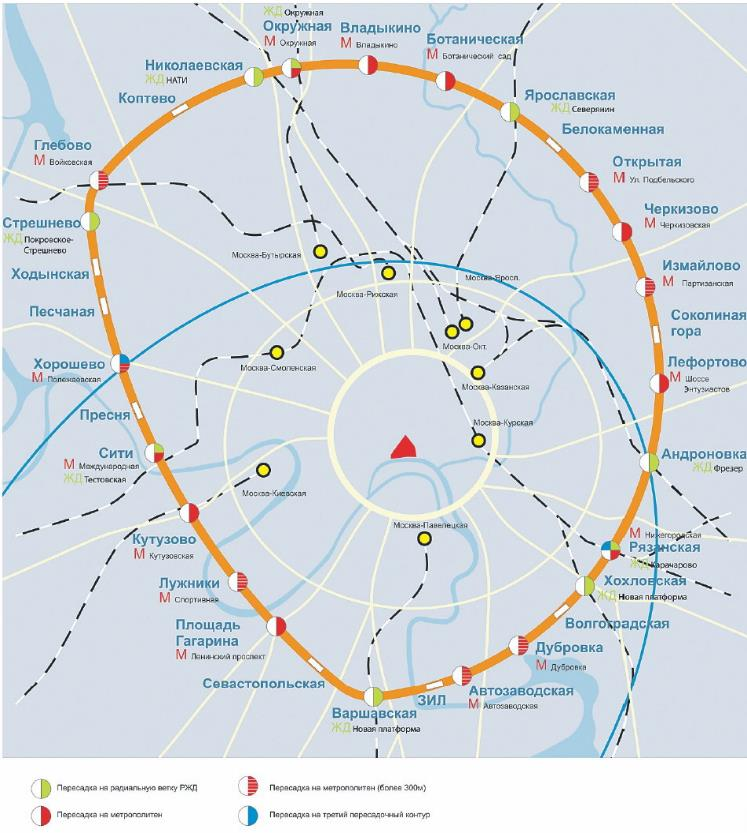 ЖД Окружная
Окружная
М Окружная
Владыкино
М Владыкино
Ботаническая
М Ботанический сад
Николаевская
ЖД НАТИ
Коптево
Ярославская
ЖД Северянин
Белокаменная
Глебово
М Войковская
Открытая
М Ул. Подбельского
Стрешнево
ЖД Покровское-
Стрешнево
Черкизово
М Черкизовская
Москва-Бутырская
Измайлово
М Партизанская
Ходынская
Москва-Яросл.
Москва-Рижская
Песчаная
Соколиная
гора
Москва-Окт.
Хорошево
М Полежаевская
Москва-Смоленская
Лефортово
М Шоссе
Энтузиастов
Москва-Казанская
Пресня
Москва-Курская
Сити
М Международная
ЖД Тестовская
Андроновка
ЖД Фрезер
Москва-Киевская
Москва-Павелецкая
Кутузово
М Кутузовская
М Нижегородская
Рязанская
ЖД Карачарово
Лужники
М Спортивная
Хохловская
ЖД Новая платформа
Волгоградская
Площадь
Гагарина
М Ленинский проспект
Дубровка
М Дубровка
Севастопольская
ЗИЛ
Автозаводская
М Автозаводская
Варшавская
ЖД Новая платформа
Пересадка на радиальную ветку РЖД
Пересадка на метрополитен (более 300м)
Пересадка на метрополитен
Пересадка на третий пересадочный контур